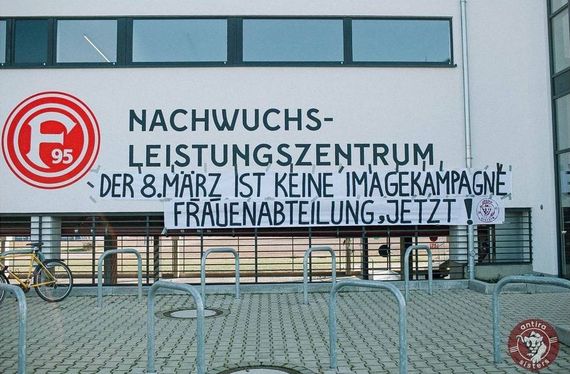 F
95
NACHWUCHS-
LEISTUNGSZENTRUM
DER 8.MÄRZ IST KEINE IMAGEKAMPAGNE
FRAUENABTEILUNG, JETZT!
antira
sisters